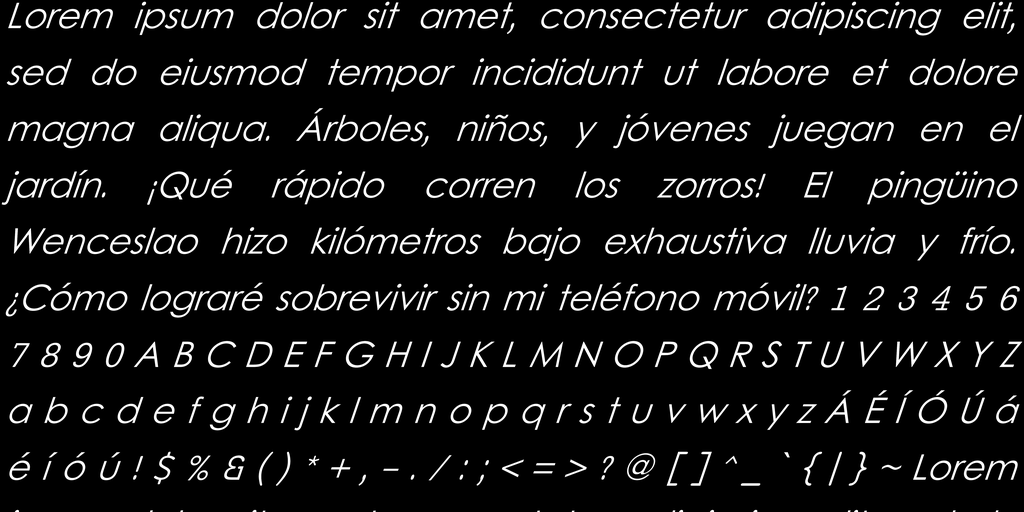 Lorem ipsum dolor sit amet, consectetur adipiscing elit,
sed do eiusmod tempor incididunt ut labore et dolore
magna aliqua. Árboles, niños, y jóvenes juegan en el
jardín. ¡Qué rápido corren los zorros! El pingüino
Wenceslao hizo kilómetros bajo exhaustiva lluvia y frío.
¿Cómo lograré sobrevivir sin mi teléfono móvil? 1 2 3 4 5 6
7 8 9 0 A B C D E F G H I J K L M N O P Q R S T U V W X Y Z
a b c d e f g h i j k l m n o p q r s t u v w x y z Á É Í Ó Ú á
é í ó ú ! $ % & ( ) * + , - . / : ; < = > ? @ [ ] ^ _ ` { | } ~ Lorem